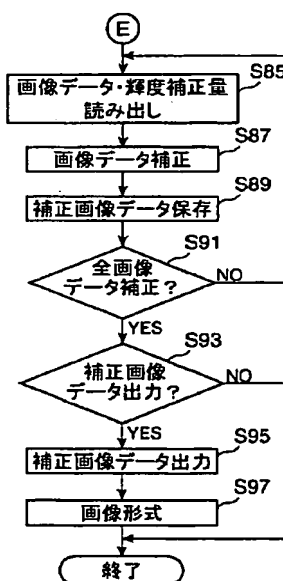 E
S85
画像データ・輝度補正量
読み出し
S87
画像データ補正
S89
補正画像データ保存
S91
全画像
データ補正?
NO
YES
S93
補正画像
データ出力?
NO
YES
S95
補正画像データ出力
S97
画像形式
終了